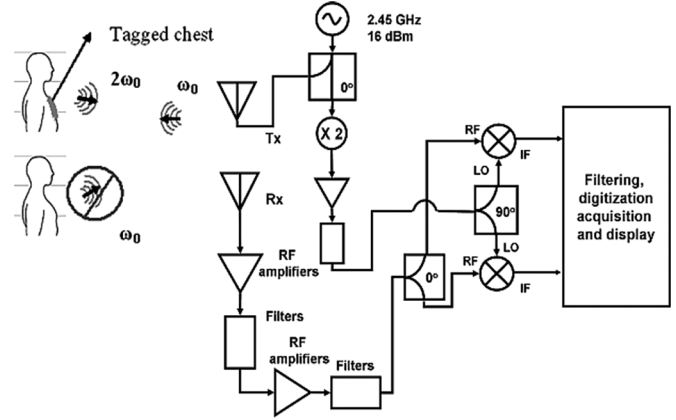 2.45 GHz
16 dBm
Tagged chest
2ω₀
ω₀
0°
Tx
X 2
RF
IF
LO
Filtering,
digitization
acquisition
and display
90°
Rx
ω₀
LO
RF
IF
0°
RF
amplifiers
Filters
RF
amplifiers
Filters